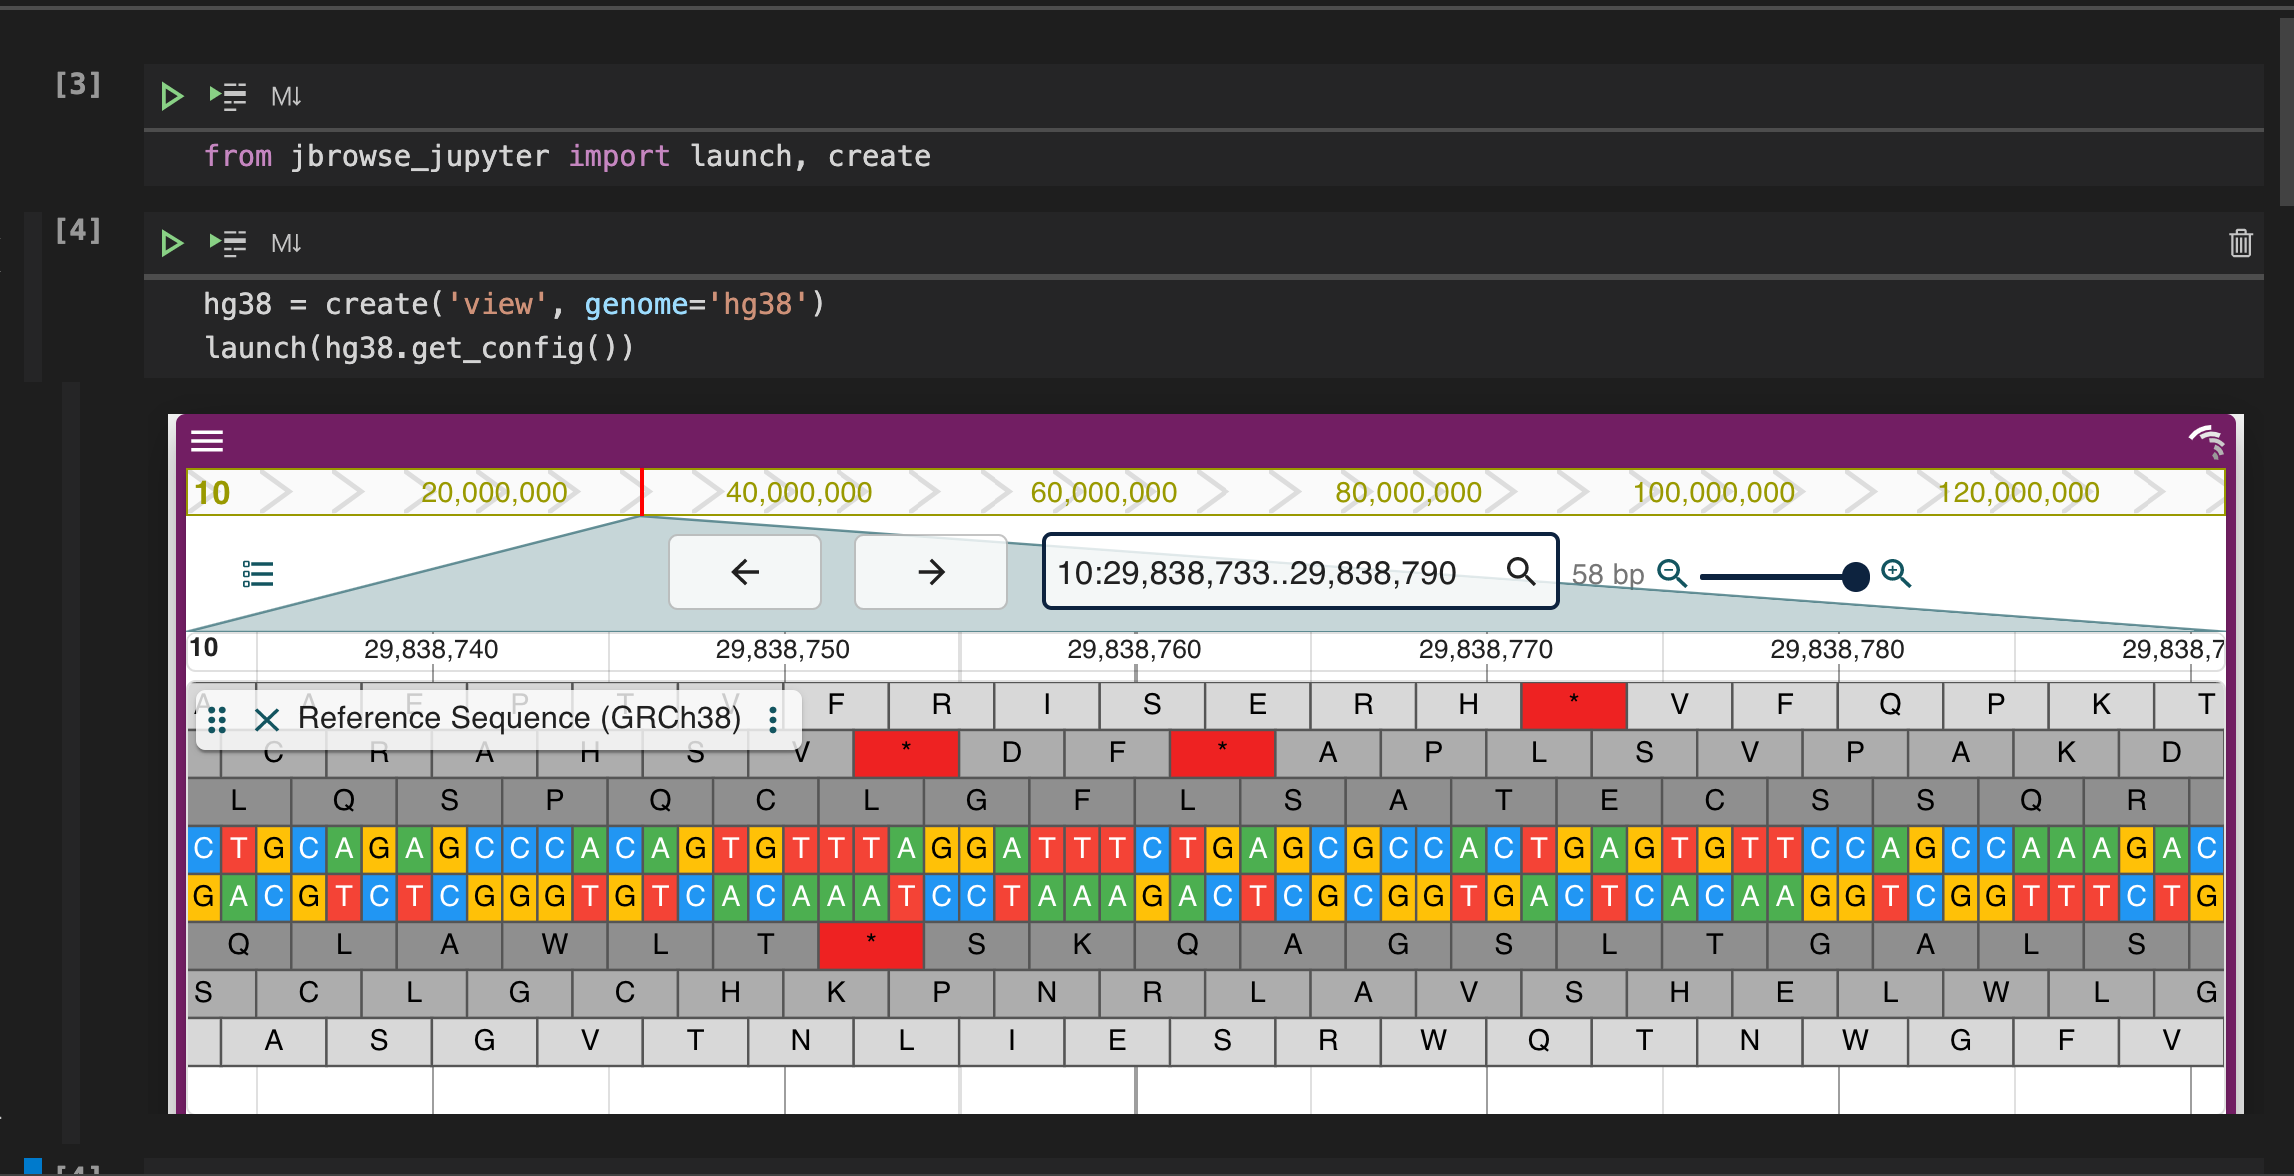 [3]
M↓
from jbrowse_jupyter import launch, create
[4]
M↓
hg38 = create('view', genome='hg38')
launch(hg38.get_config())
10 20,000,000 40,000,000 60,000,000 80,000,000 100,000,000 120,000,000
10:29,838,733..29,838,790 58 bp
10 29,838,740 29,838,750 29,838,760 29,838,770 29,838,780 29,838,7
A A E P T V F R I S E R H * V F Q P K T
Reference Sequence (GRCh38)
C R A H S V * D F * A P L S V P A K D
L Q S P Q C L G F L S A T E C S S Q R
C T G C A G A G C C C A C A G T G T T T A G G A T T T C T G A G C G C C A C T G A G T G T T C C A G C C A A A G A C
G A C G T C T C G G G T G T C A C A A A T C C T A A A G A C T C G C G G T G A C T C A C A A G G T C G G T T T C T G
Q L A W L T * S K Q A G S L T G A L S
S C L G C H K P N R L A V S H E L W L G
A S G V T N L I E S R W Q T N W G F V
[4]